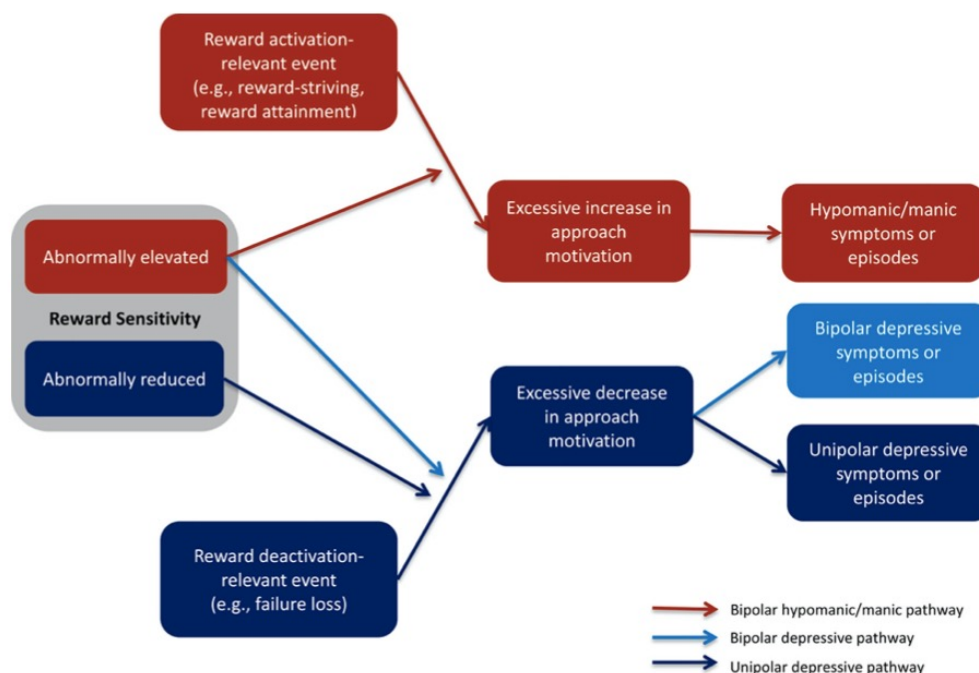 Reward activation-
relevant event
(e.g., reward-striving,
reward attainment)
Excessive increase in
approach
motivation
Hypomanic/manic
symptoms or
episodes
Abnormally elevated
Reward Sensitivity
Abnormally reduced
Excessive decrease
in approach
motivation
Bipolar depressive
symptoms or
episodes
Unipolar depressive
symptoms or
episodes
Reward deactivation-
relevant event
(e.g., failure loss)
Bipolar hypomanic/manic pathway
Bipolar depressive pathway
Unipolar depressive pathway